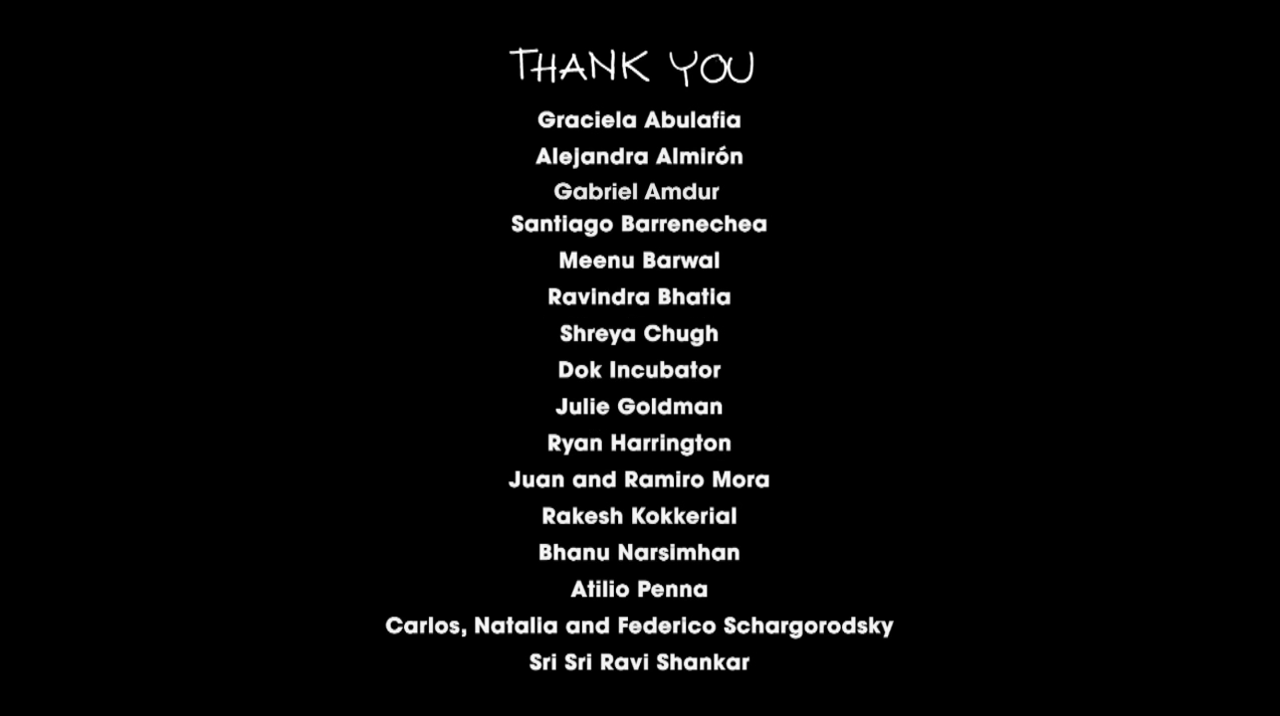 THANK YOU
Graciela Abulafia
Alejandra Almirón
Gabriel Amdur
Santiago Barrenechea
Meenu Barwal
Ravindra Bhatia
Shreya Chugh
Dok Incubator
Julie Goldman
Ryan Harrington
Juan and Ramiro Mora
Rakesh Kokkerial
Bhanu Narsimhan
Atilio Penna
Carlos, Natalia and Federico Schargorodsky
Sri Sri Ravi Shankar